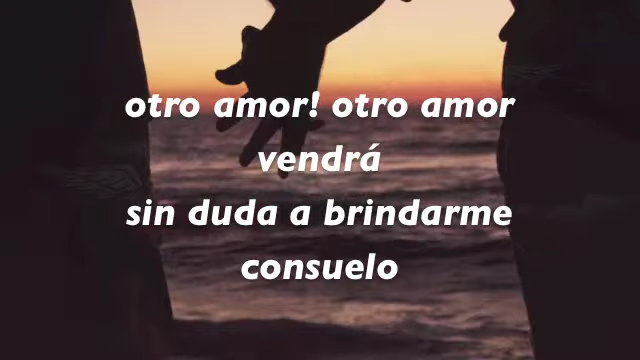 otro amor! otro amor
vendrá
sin duda a brindarme
consuelo